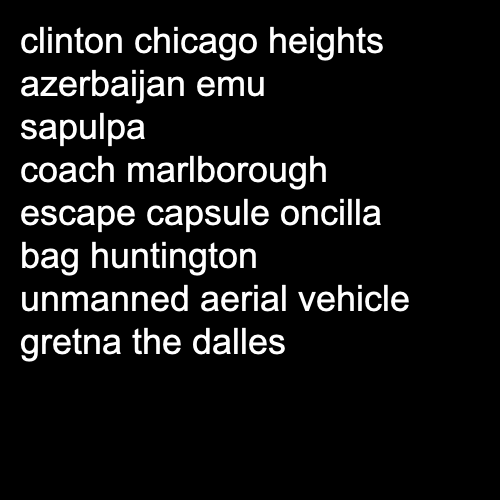 clinton chicago heights
azerbaijan emu
sapulpa
coach marlborough
escape capsule oncilla
bag huntington
unmanned aerial vehicle
gretna the dalles